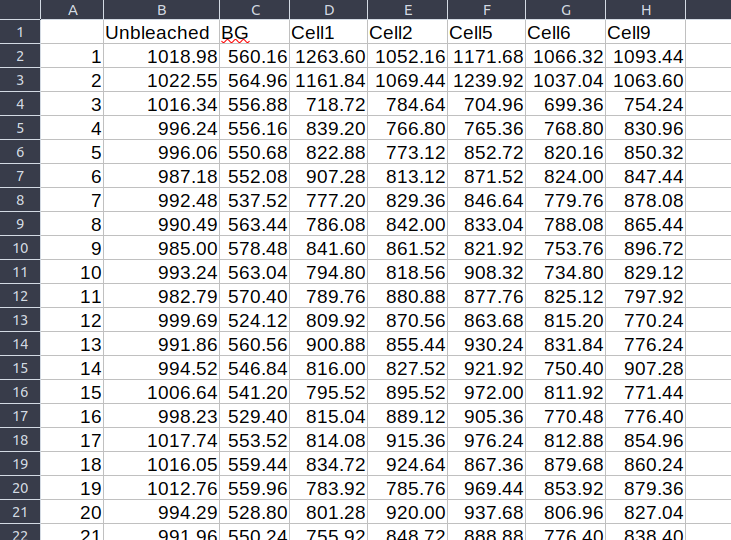 A B C D E F G H
1 Unbleached BG Cell1 Cell2 Cell5 Cell6 Cell9
2 1 1018.98 560.16 1263.60 1052.16 1171.68 1066.32 1093.44
3 2 1022.55 564.96 1161.84 1069.44 1239.92 1037.04 1063.60
4 3 1016.34 556.88 718.72 784.64 704.96 699.36 754.24
5 4 996.24 556.16 839.20 766.80 765.36 768.80 830.96
6 5 996.06 550.68 822.88 773.12 852.72 820.16 850.32
7 6 987.18 552.08 907.28 813.12 871.52 824.00 847.44
8 7 992.48 537.52 777.20 829.36 846.64 779.76 878.08
9 8 990.49 563.44 786.08 842.00 833.04 788.08 865.44
10 9 985.00 578.48 841.60 861.52 821.92 753.76 896.72
11 10 993.24 563.04 794.80 818.56 908.32 734.80 829.12
12 11 982.79 570.40 789.76 880.88 877.76 825.12 797.92
13 12 999.69 524.12 809.92 870.56 863.68 815.20 770.24
14 13 991.86 560.56 900.88 855.44 930.24 831.84 776.24
15 14 994.52 546.84 816.00 827.52 921.92 750.40 907.28
16 15 1006.64 541.20 795.52 895.52 972.00 811.92 771.44
17 16 998.23 529.40 815.04 889.12 905.36 770.48 776.40
18 17 1017.74 553.52 814.08 915.36 976.24 812.88 854.96
19 18 1016.05 559.44 834.72 924.64 867.36 879.68 860.24
20 19 1012.76 559.96 783.92 785.76 969.44 853.92 879.36
21 20 994.29 528.80 801.28 920.00 937.68 806.96 827.04
22 21 991.96 550.24 755.92 848.72 888.88 776.40 838.40